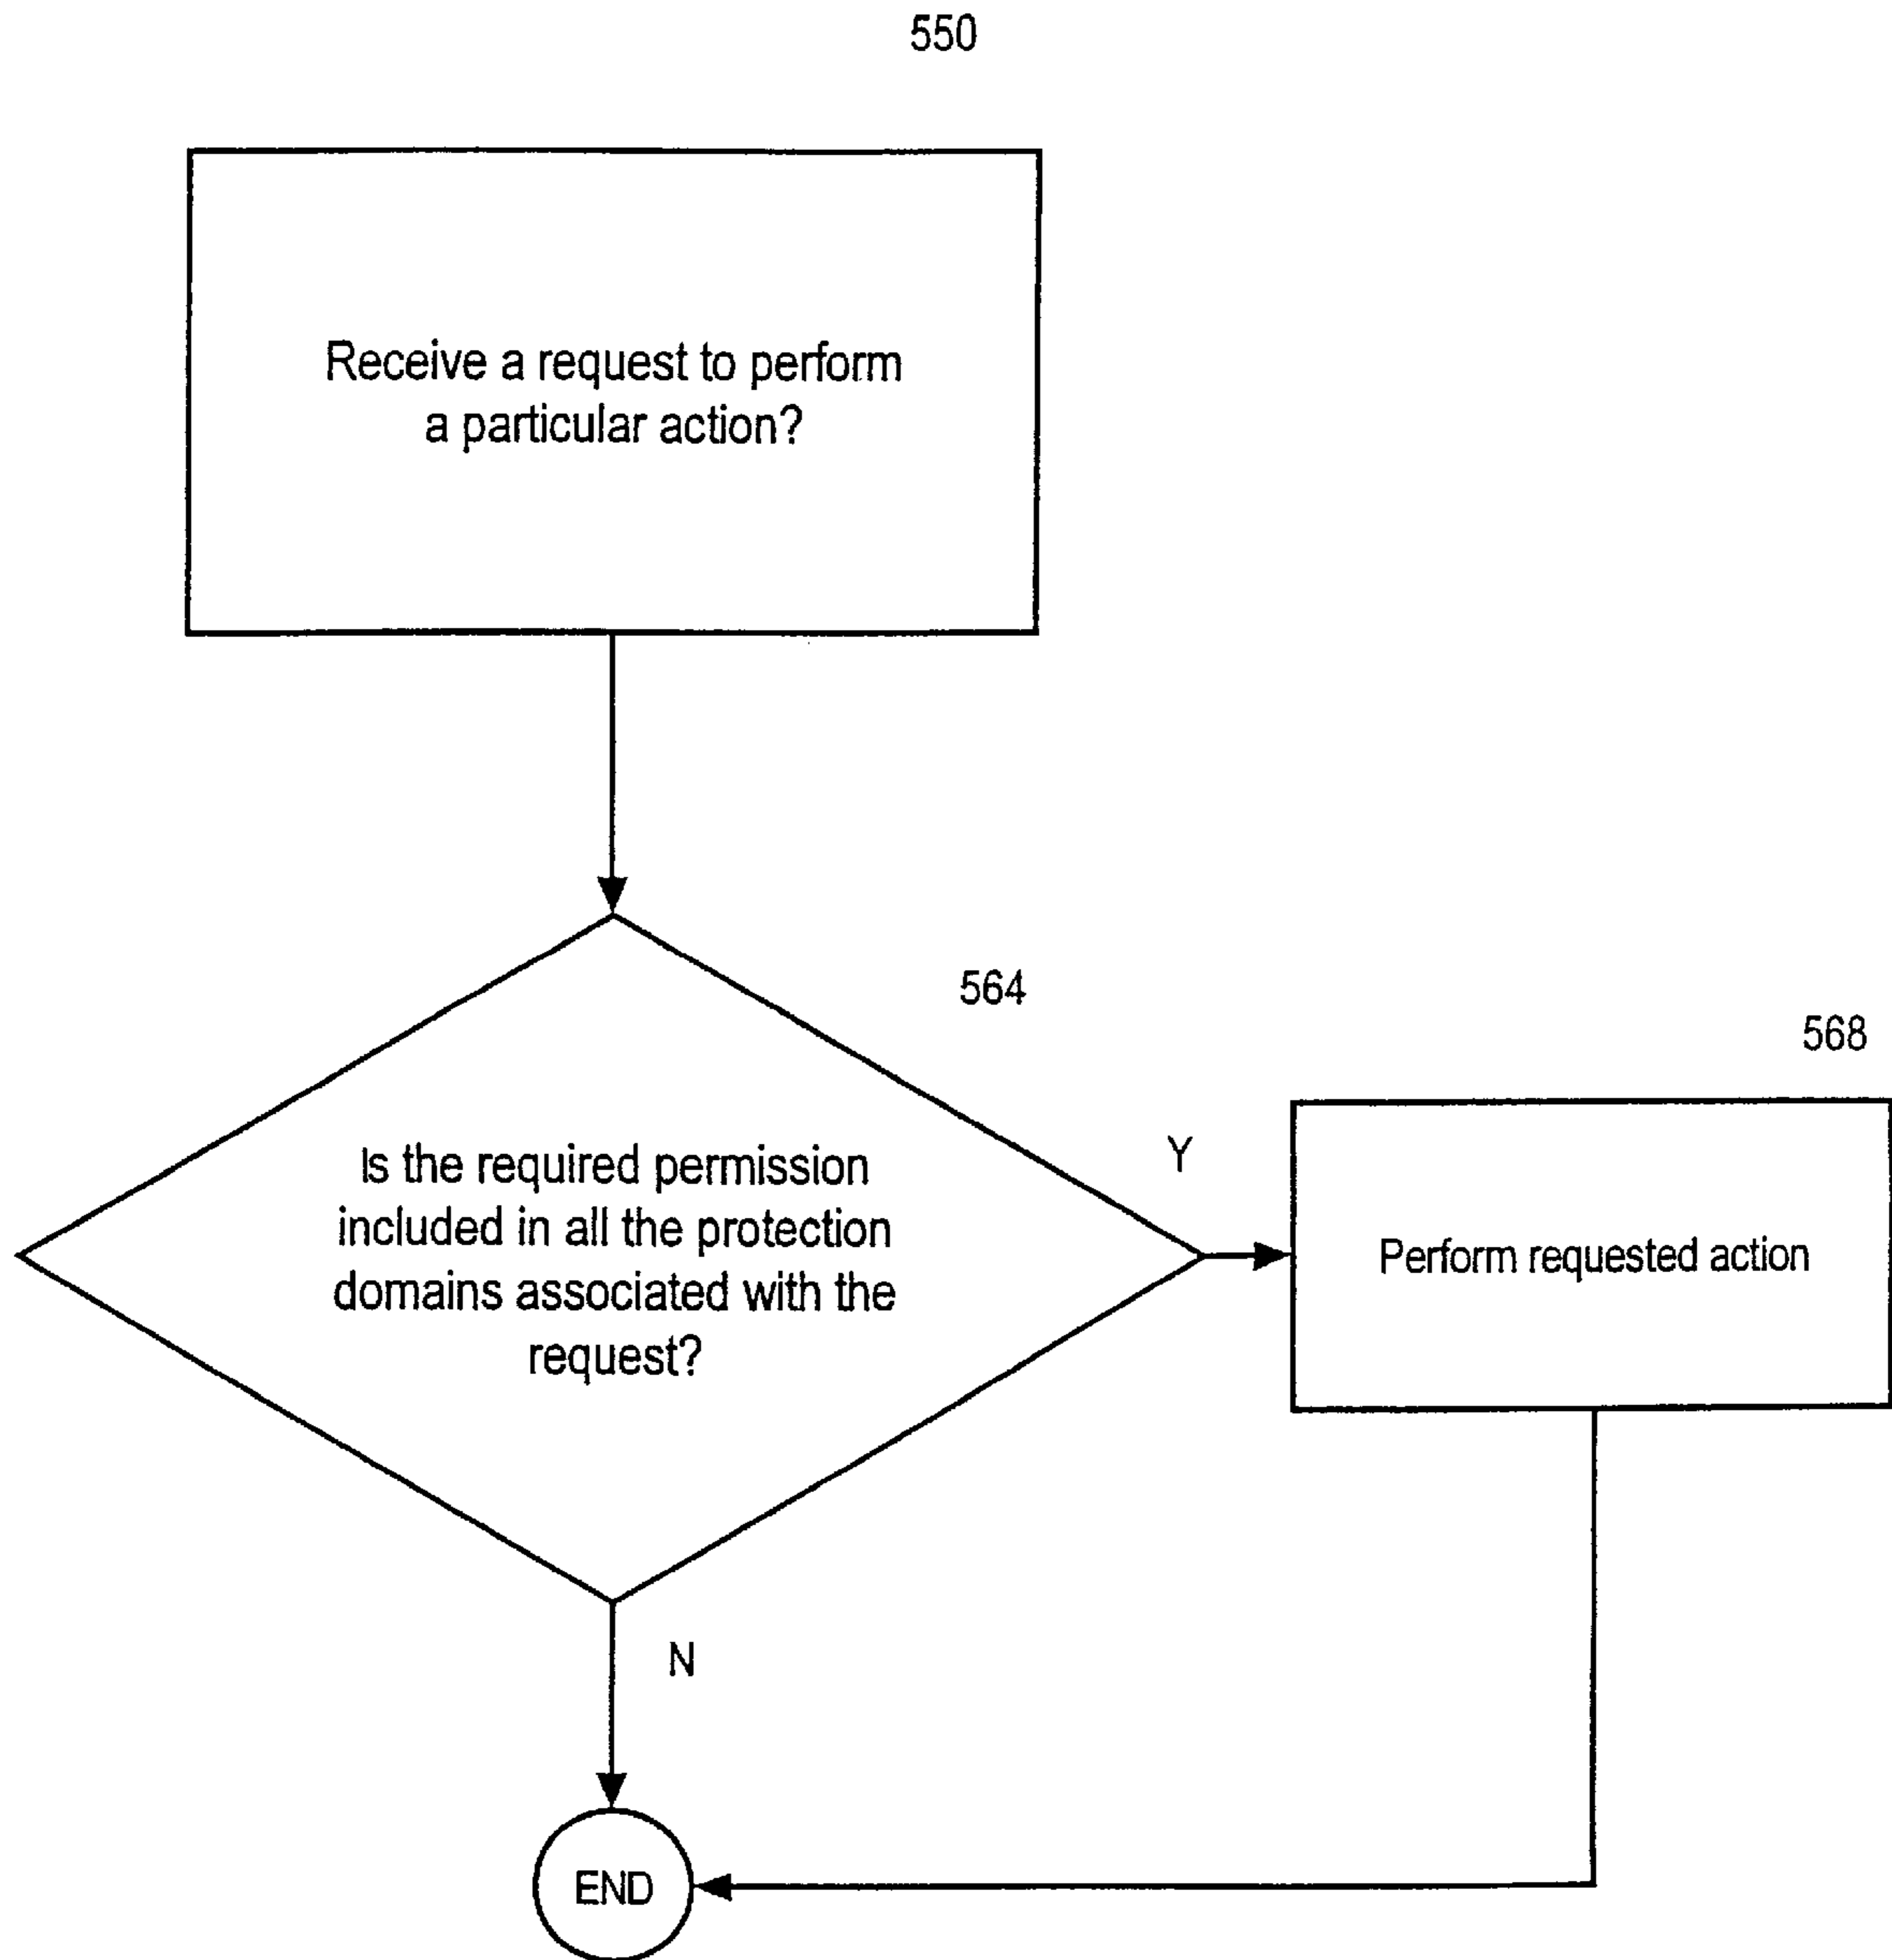 550
Receive a request to perform
a particular action?
564
568
Is the required permission
included in all the protection
domains associated with the
request?
Y
Perform requested action
N
END